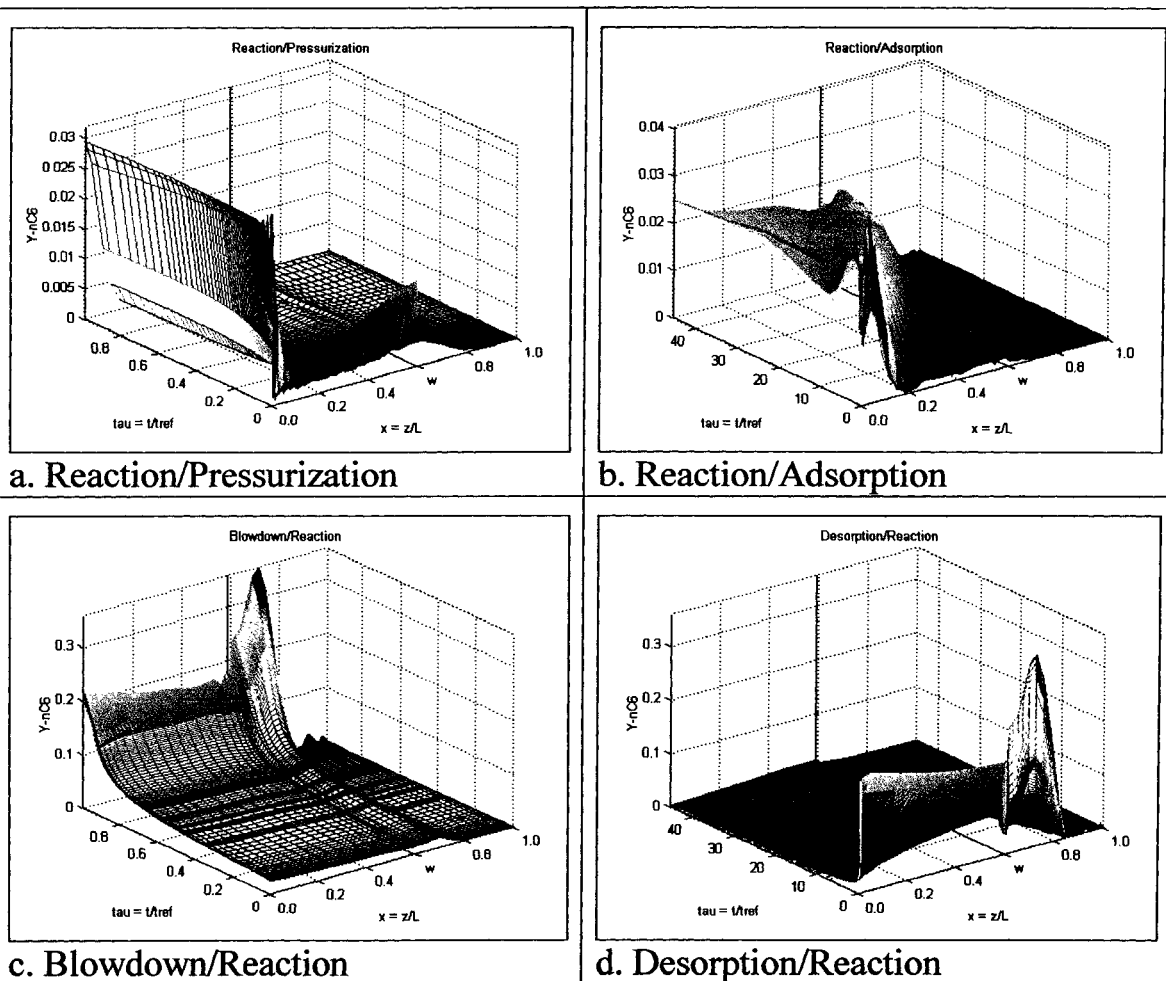 Reaction/Pressurization
0.03
0.025
0.02
0.015
0.01
0.005
0
Y-nC6
0.8
0.6
0.4
0.2
0
tau = t/tref
0.0
0.2
0.4
w
0.8
1.0
x = z/L
a. Reaction/Pressurization
Reaction/Adsorption
0.04
0.03
0.02
0.01
0
Y-nC6
40
30
20
10
0
tau = t/tref
0.0
0.2
0.4
w
0.8
1.0
x = z/L
b. Reaction/Adsorption
Blowdown/Reaction
0.3
0.2
0.1
0
Y-nC6
0.8
0.6
0.4
0.2
0
tau = t/tref
0.0
0.2
0.4
w
0.8
1.0
x = z/L
c. Blowdown/Reaction
Desorption/Reaction
0.3
0.2
0.1
0
Y-nC6
40
30
20
10
0
tau = t/tref
0.0
0.2
0.4
w
0.8
1.0
x = z/L
d. Desorption/Reaction